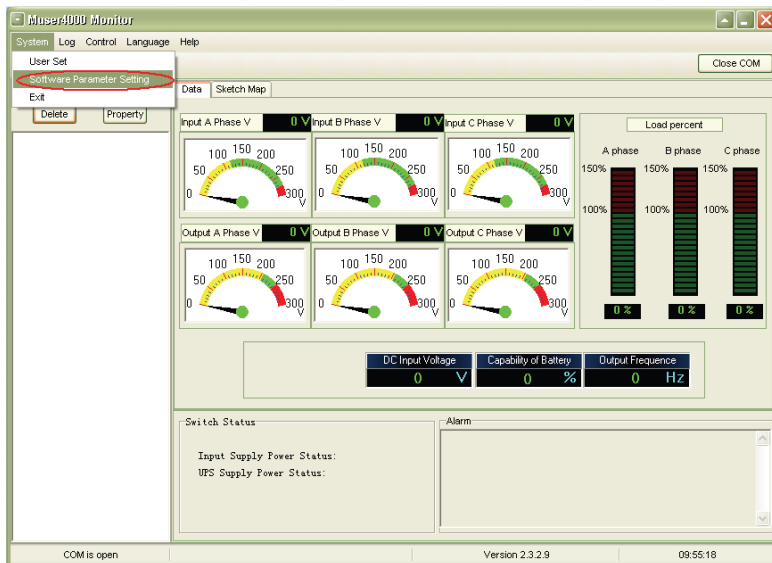 Muser4000 Monitor
System Log Control Language Help
User Set
Software Parameter Setting
Exit
Close COM
Delete Property
Data Sketch Map
Input A Phase V 0 V Input B Phase V 0 V Input C Phase V 0 V
0 50 100 150 200 250 300 V
0 50 100 150 200 250 300 V
0 50 100 150 200 250 300 V
Output A Phase V 0 V Output B Phase V 0 V Output C Phase V 0 V
0 50 100 150 200 250 300 V
0 50 100 150 200 250 300 V
0 50 100 150 200 250 300 V
Load percent
A phase B phase C phase
150% 150% 150%
100% 100% 100%
0 % 0 % 0 %
DC Input Voltage Capability of Battery Output Frequence
0 V 0 % 0 Hz
Switch Status
Input Supply Power Status:
UPS Supply Power Status:
Alarm
COM is open Version 2.3.2.9 09:55:18